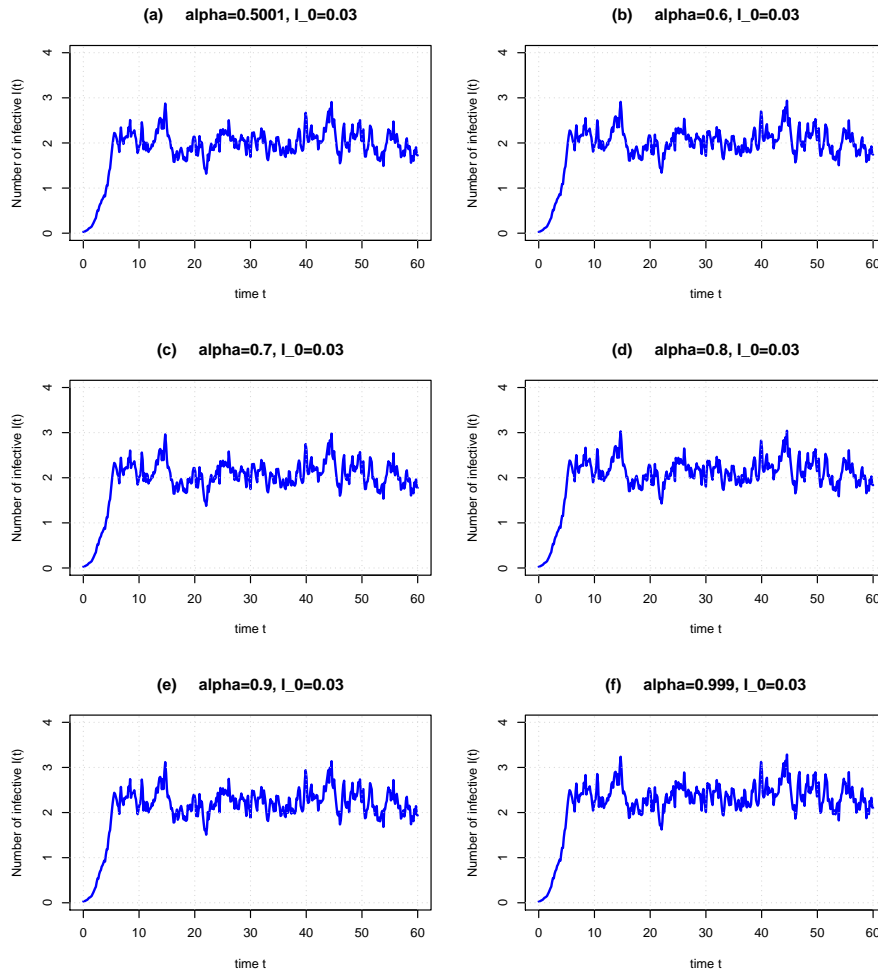 (a) alpha=0.5001, I_0=0.03
Number of infective I(t)
4
3
2
1
0
0 10 20 30 40 50 60
time t
(b) alpha=0.6, I_0=0.03
Number of infective I(t)
4
3
2
1
0
0 10 20 30 40 50 60
time t
(c) alpha=0.7, I_0=0.03
Number of infective I(t)
4
3
2
1
0
0 10 20 30 40 50 60
time t
(d) alpha=0.8, I_0=0.03
Number of infective I(t)
4
3
2
1
0
0 10 20 30 40 50 60
time t
(e) alpha=0.9, I_0=0.03
Number of infective I(t)
4
3
2
1
0
0 10 20 30 40 50 60
time t
(f) alpha=0.999, I_0=0.03
Number of infective I(t)
4
3
2
1
0
0 10 20 30 40 50 60
time t